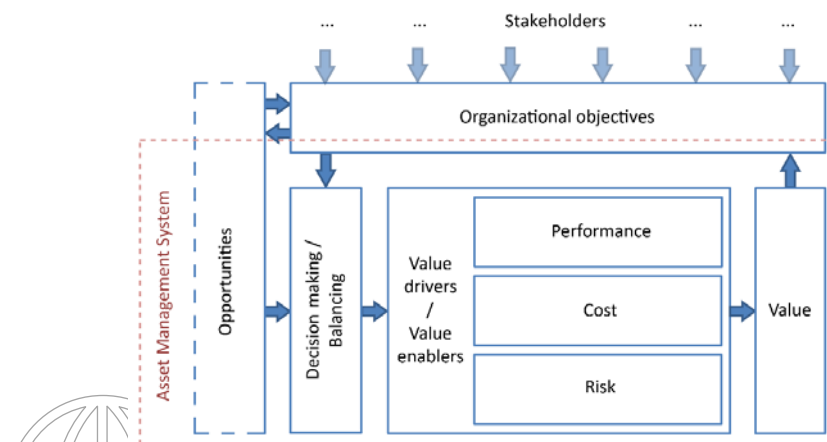 ... ... Stakeholders ... ...
Organizational objectives
Asset Management System
Opportunities
Decision making /
Balancing
Value
drivers
/
Value
enablers
Performance
Cost
Risk
Value